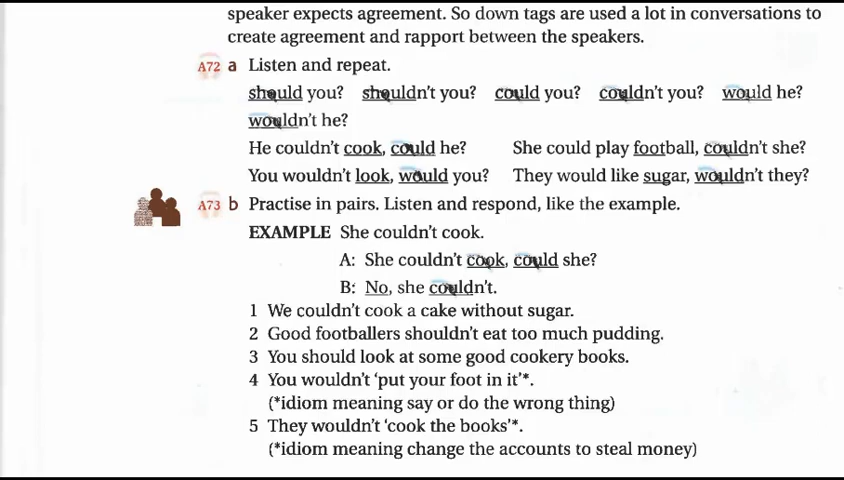 speaker expects agreement. So down tags are used a lot in conversations to
create agreement and rapport between the speakers.
A72 a Listen and repeat.
should you? shouldn't you? could you? couldn't you? would he?
wouldn't he?
He couldn't cook, could he? She could play football, couldn't she?
You wouldn't look, would you? They would like sugar, wouldn't they?
A73 b Practise in pairs. Listen and respond, like the example.
EXAMPLE She couldn't cook.
A: She couldn't cook, could she?
B: No, she couldn't.
1 We couldn't cook a cake without sugar.
2 Good footballers shouldn't eat too much pudding.
3 You should look at some good cookery books.
4 You wouldn't 'put your foot in it'*.
(*idiom meaning say or do the wrong thing)
5 They wouldn't 'cook the books'*.
(*idiom meaning change the accounts to steal money)